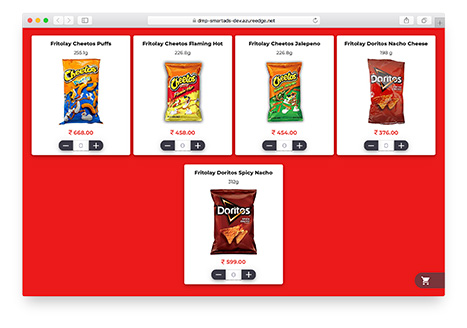 dmp-smartads-dev.azureedge.net
Fritolay Cheetos Puffs
255.1g
Cheetos
₹ 668.00
0
Fritolay Cheetos Flaming Hot
226.8g
Cheetos
₹ 458.00
0
Fritolay Cheetos Jalepeno
226.8g
Cheetos
₹ 454.00
0
Fritolay Doritos Nacho Cheese
198 g
Doritos
₹ 376.00
0
Fritolay Doritos Spicy Nacho
312g
Doritos
₹ 599.00
0